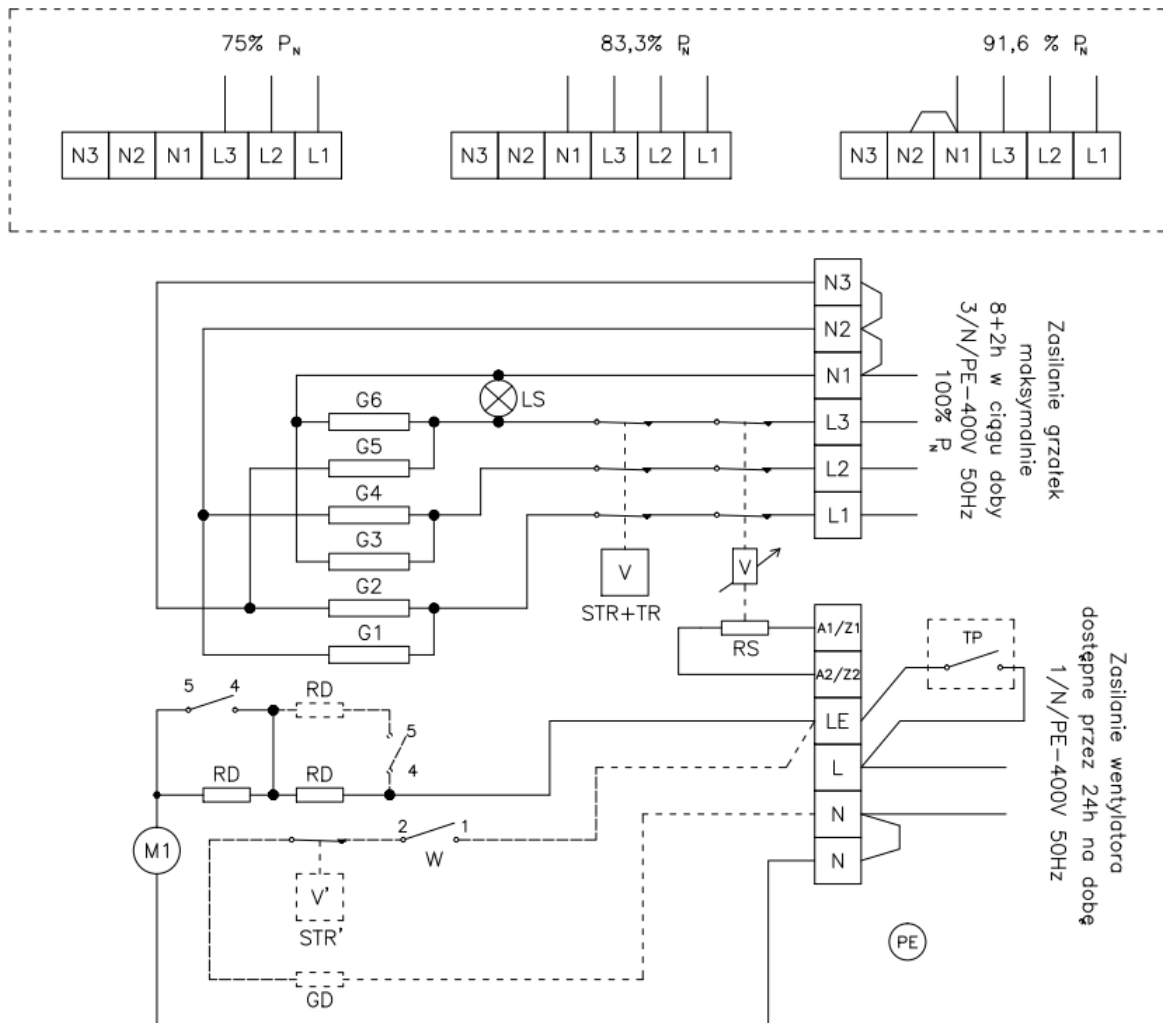 75% PN
83,3% PN
91,6 % PN
N3 N2 N1 L3 L2 L1
N3 N2 N1 L3 L2 L1
N3 N2 N1 L3 L2 L1
N3
N2
N1
L3
L2
L1
Zasilanie grzałek
maksymalnie
8+2h w ciągu doby
3/N/PE-400V 50Hz
100% PN
LS
G6
G5
G4
G3
G2
G1
V
STR+TR
V
RS
A1/Z1
A2/Z2
LE
L
N
N
TP
Zasilanie wentylatora
dostępne przez 24h na dobę
1/N/PE-400V 50Hz
5 4
RD
5
4
RD
RD
M1
2 1
W
V'
STR'
GD
PE